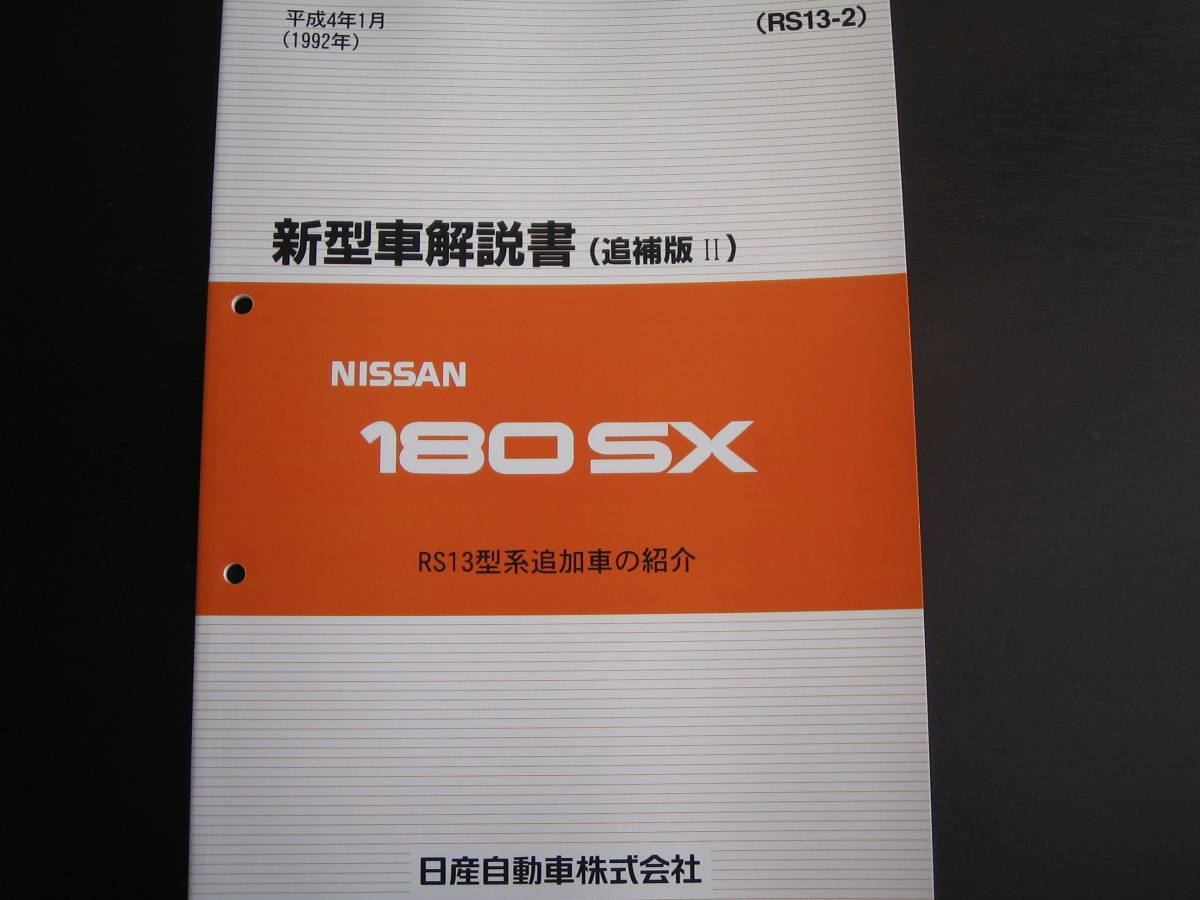 平成4年1月
(1992年)
(RS13-2)
新型車解説書(追補版 Ⅱ)
NISSAN
180SX
RS13型系追加車の紹介
日産自動車株式会社